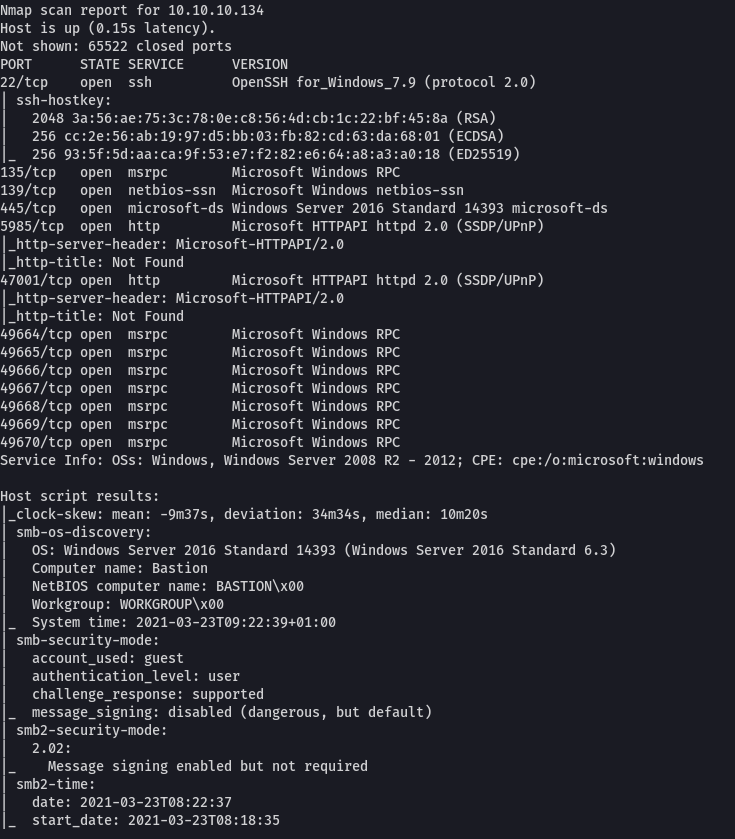 Nmap scan report for 10.10.10.134
Host is up (0.15s latency).
Not shown: 65522 closed ports
PORT      STATE SERVICE      VERSION
22/tcp    open  ssh          OpenSSH for_Windows_7.9 (protocol 2.0)
| ssh-hostkey:
|   2048 3a:56:ae:75:3c:78:0e:c8:56:4d:cb:1c:22:bf:45:8a (RSA)
|   256 cc:2e:56:ab:19:97:d5:bb:03:fb:82:cd:63:da:68:01 (ECDSA)
|_  256 93:5f:5d:aa:ca:9f:53:e7:f2:82:e6:64:a8:a3:a0:18 (ED25519)
135/tcp   open  msrpc        Microsoft Windows RPC
139/tcp   open  netbios-ssn  Microsoft Windows netbios-ssn
445/tcp   open  microsoft-ds Windows Server 2016 Standard 14393 microsoft-ds
5985/tcp  open  http         Microsoft HTTPAPI httpd 2.0 (SSDP/UPnP)
|_http-server-header: Microsoft-HTTPAPI/2.0
|_http-title: Not Found
47001/tcp open  http         Microsoft HTTPAPI httpd 2.0 (SSDP/UPnP)
|_http-server-header: Microsoft-HTTPAPI/2.0
|_http-title: Not Found
49664/tcp open  msrpc        Microsoft Windows RPC
49665/tcp open  msrpc        Microsoft Windows RPC
49666/tcp open  msrpc        Microsoft Windows RPC
49667/tcp open  msrpc        Microsoft Windows RPC
49668/tcp open  msrpc        Microsoft Windows RPC
49669/tcp open  msrpc        Microsoft Windows RPC
49670/tcp open  msrpc        Microsoft Windows RPC
Service Info: OSs: Windows, Windows Server 2008 R2 - 2012; CPE: cpe:/o:microsoft:windows

Host script results:
|_clock-skew: mean: -9m37s, deviation: 34m34s, median: 10m20s
| smb-os-discovery:
|   OS: Windows Server 2016 Standard 14393 (Windows Server 2016 Standard 6.3)
|   Computer name: Bastion
|   NetBIOS computer name: BASTION\x00
|   Workgroup: WORKGROUP\x00
|_  System time: 2021-03-23T09:22:39+01:00
| smb-security-mode:
|   account_used: guest
|   authentication_level: user
|   challenge_response: supported
|_  message_signing: disabled (dangerous, but default)
| smb2-security-mode:
|   2.02:
|_    Message signing enabled but not required
| smb2-time:
|   date: 2021-03-23T08:22:37
|_  start_date: 2021-03-23T08:18:35